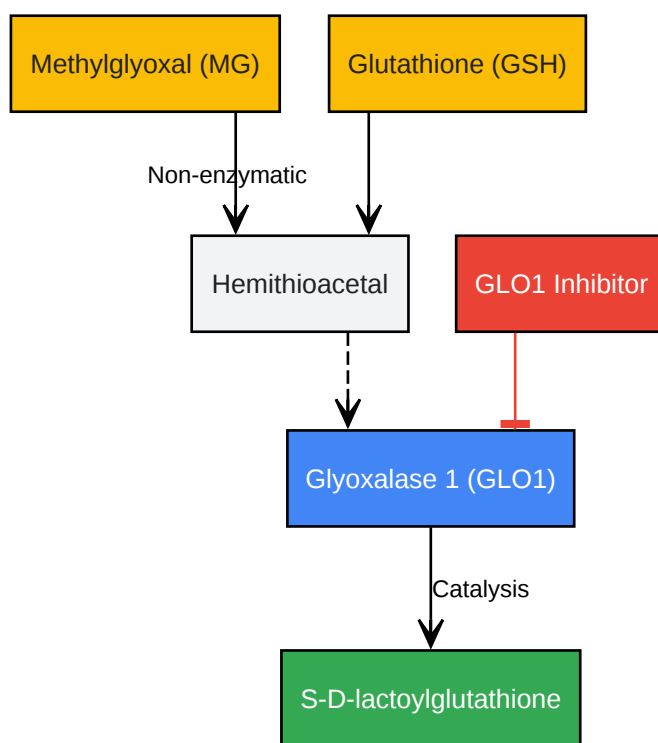 Methylglyoxal (MG)
Glutathione (GSH)
Non-enzymatic
Hemithioacetal
GLO1 Inhibitor
Glyoxalase 1 (GLO1)
Catalysis
S-D-lactoylglutathione